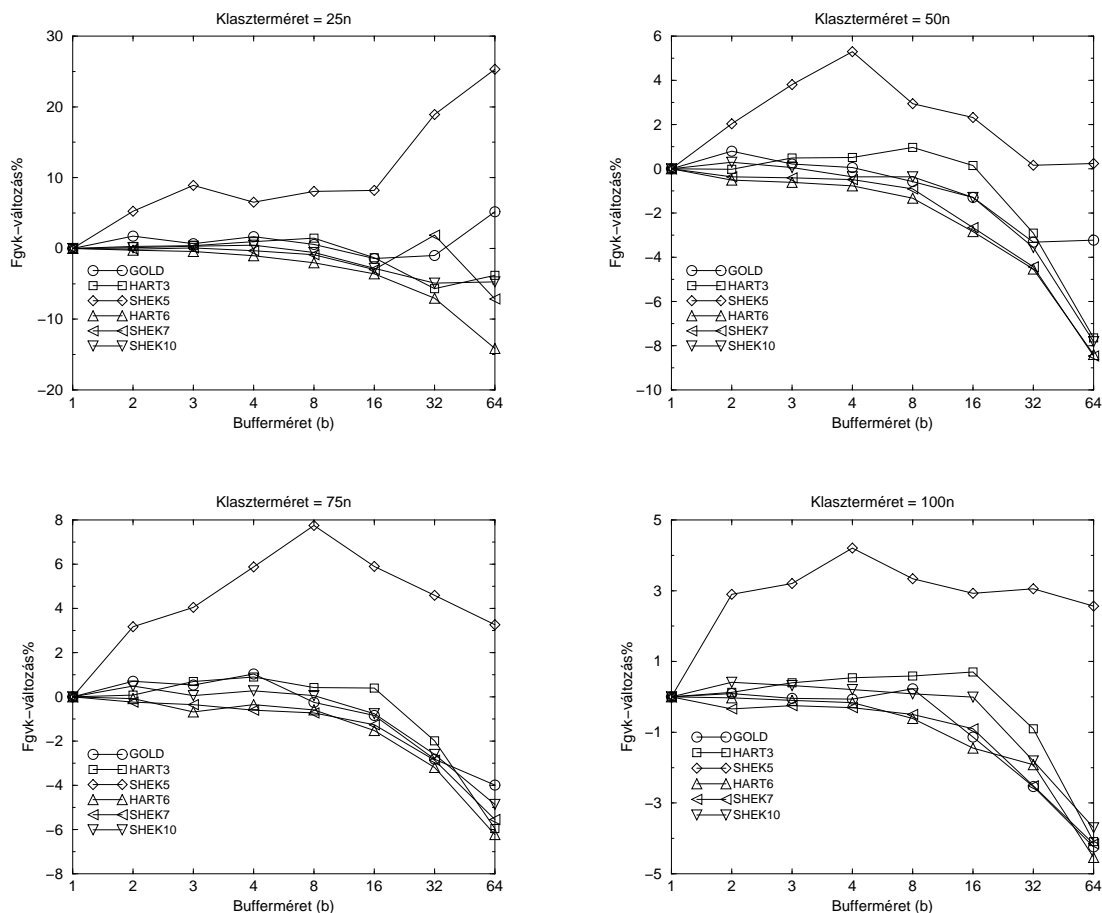 Klaszterméret = 25n
30
20
10
0
−10
−20
Fgvk−változás%
GOLD
HART3
SHEK5
HART6
SHEK7
SHEK10
1 2 3 4 8 16 32 64
Bufferméret (b)
Klaszterméret = 50n
6
4
2
0
−2
−4
−6
−8
−10
Fgvk−változás%
GOLD
HART3
SHEK5
HART6
SHEK7
SHEK10
1 2 3 4 8 16 32 64
Bufferméret (b)
Klaszterméret = 75n
8
6
4
2
0
−2
−4
−6
−8
Fgvk−változás%
GOLD
HART3
SHEK5
HART6
SHEK7
SHEK10
1 2 3 4 8 16 32 64
Bufferméret (b)
Klaszterméret = 100n
5
3
1
−1
−3
−5
Fgvk−változás%
GOLD
HART3
SHEK5
HART6
SHEK7
SHEK10
1 2 3 4 8 16 32 64
Bufferméret (b)